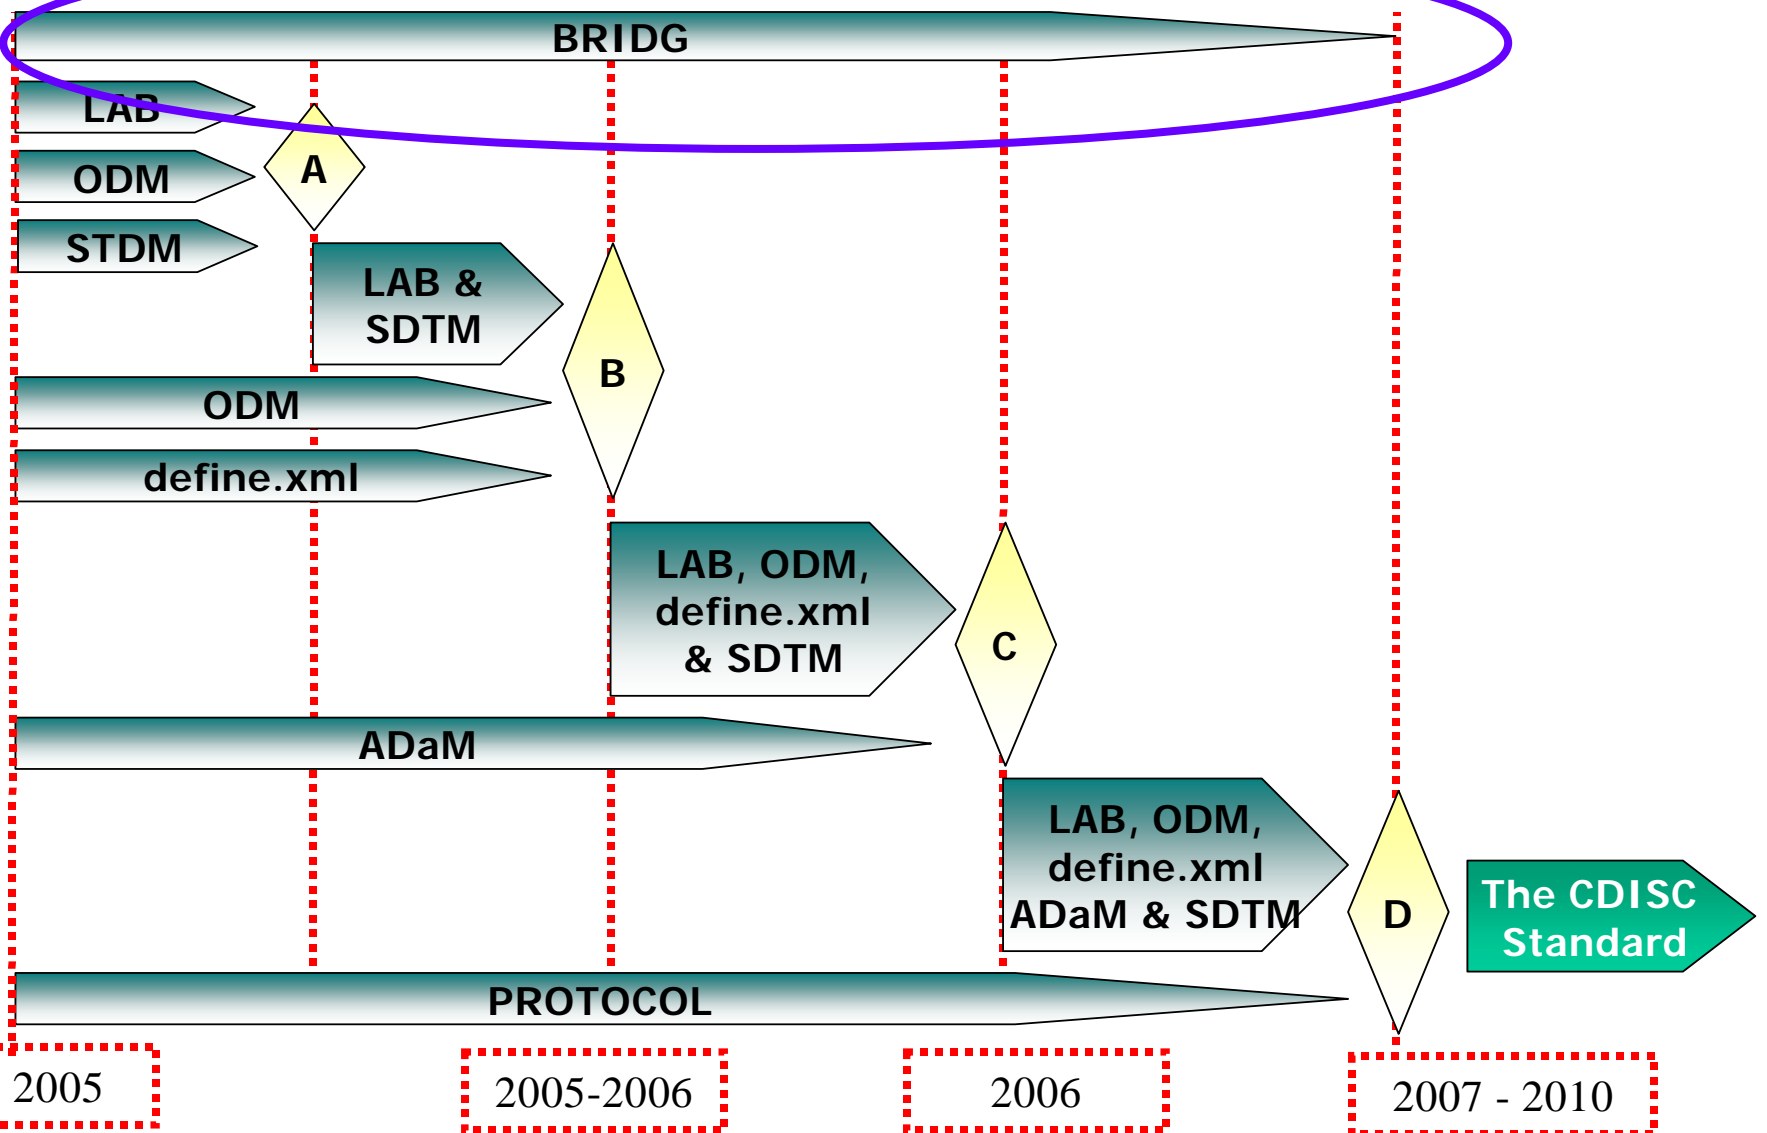 BRIDG
LAB
ODM
STDM
A
LAB &
SDTM
B
ODM
define.xml
LAB, ODM,
define.xml
& SDTM
C
ADaM
LAB, ODM,
define.xml
ADaM & SDTM
D
The CDISC
Standard
PROTOCOL
2005
2005-2006
2006
2007 - 2010